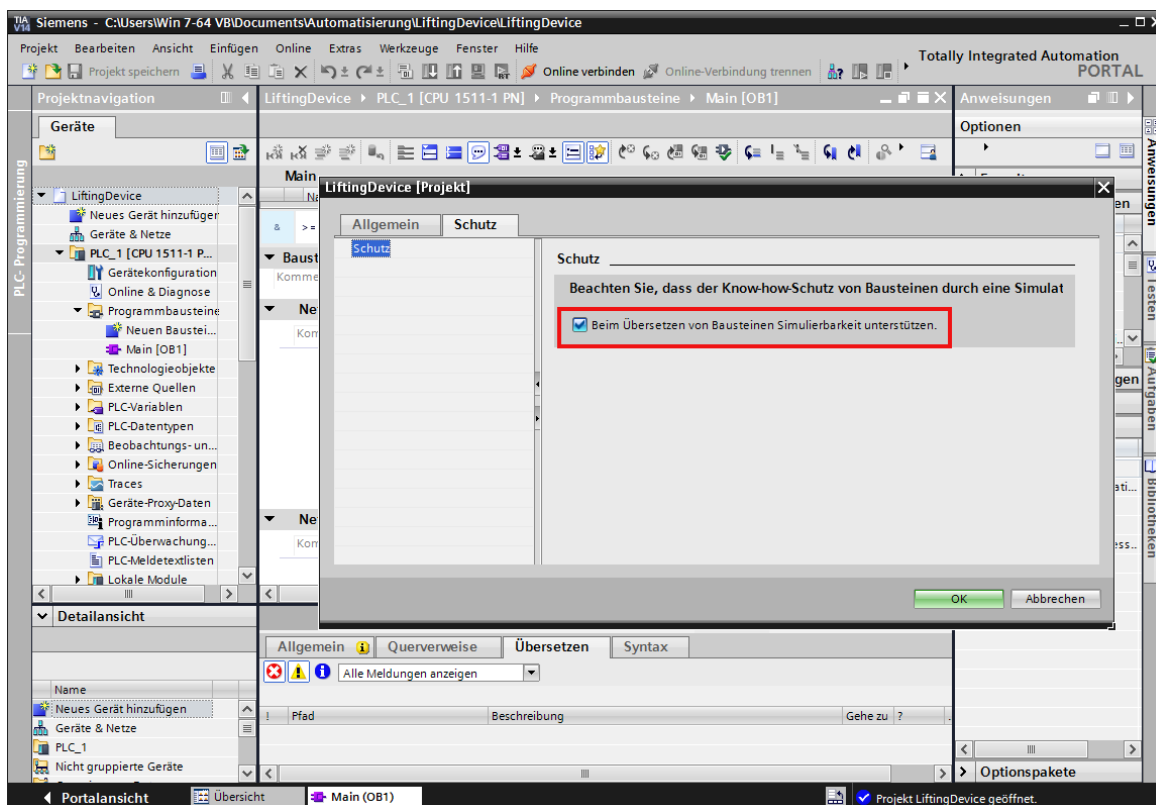 TIA V14 Siemens - C:\Users\Win 7-64 VB\Documents\Automatisierung\LiftingDevice\LiftingDevice
Projekt Bearbeiten Ansicht Einfügen Online Extras Werkzeuge Fenster Hilfe
Totally Integrated Automation
PORTAL
Projekt speichern Online verbinden Online-Verbindung trennen
Projektnavigation
LiftingDevice PLC_1 [CPU 1511-1 PN] Programmbausteine Main [OB1]
Anweisungen
Geräte
Optionen
PLC-Programmierung
Main
LiftingDevice
Neues Gerät hinzufügen
Geräte & Netze
PLC_1 [CPU 1511-1 P...
Gerätekonfiguration
Online & Diagnose
Programmbausteine
Neuen Baustei...
Main [OB1]
Technologieobjekte
Externe Quellen
PLC-Variablen
PLC-Datentypen
Beobachtungs- un...
Online-Sicherungen
Traces
Geräte-Proxy-Daten
Programminforma...
PLC-Überwachung...
PLC-Meldetextlisten
Lokale Module
& >=
Baust
Komme
Ne
Kom
Ne
Kom
LiftingDevice [Projekt]
Allgemein Schutz
Schutz
Schutz
Beachten Sie, dass der Know-how-Schutz von Bausteinen durch eine Simulat
Beim Übersetzen von Bausteinen Simulierbarkeit unterstützen.
OK Abbrechen
en
gen
ati...
ess..
Anweisungen
Testen
Aufgaben
Bibliotheken
Detailansicht
Name
Neues Gerät hinzufügen
Geräte & Netze
PLC_1
Nicht gruppierte Geräte
Allgemein Querverweise Übersetzen Syntax
Alle Meldungen anzeigen
! Pfad Beschreibung Gehe zu ?
Optionspakete
Portalansicht Übersicht Main (OB1) Projekt LiftingDevice geöffnet.